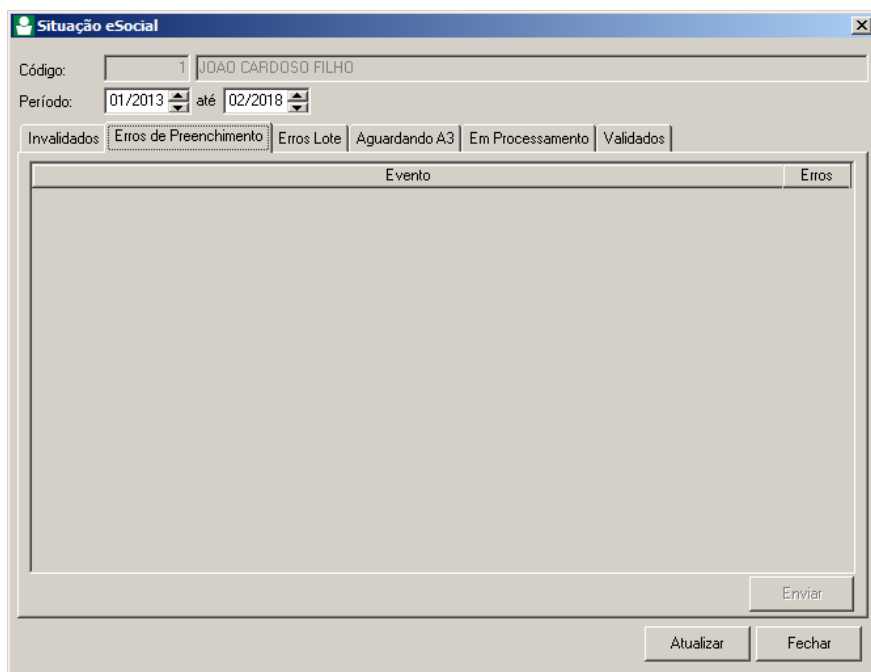 Situação eSocial
Código: 1 JOAO CARDOSO FILHO
Período: 01/2013 até 02/2018
Invalidados Erros de Preenchimento Erros Lote Aguardando A3 Em Processamento Validados
Evento Erros
Enviar
Atualizar Fechar